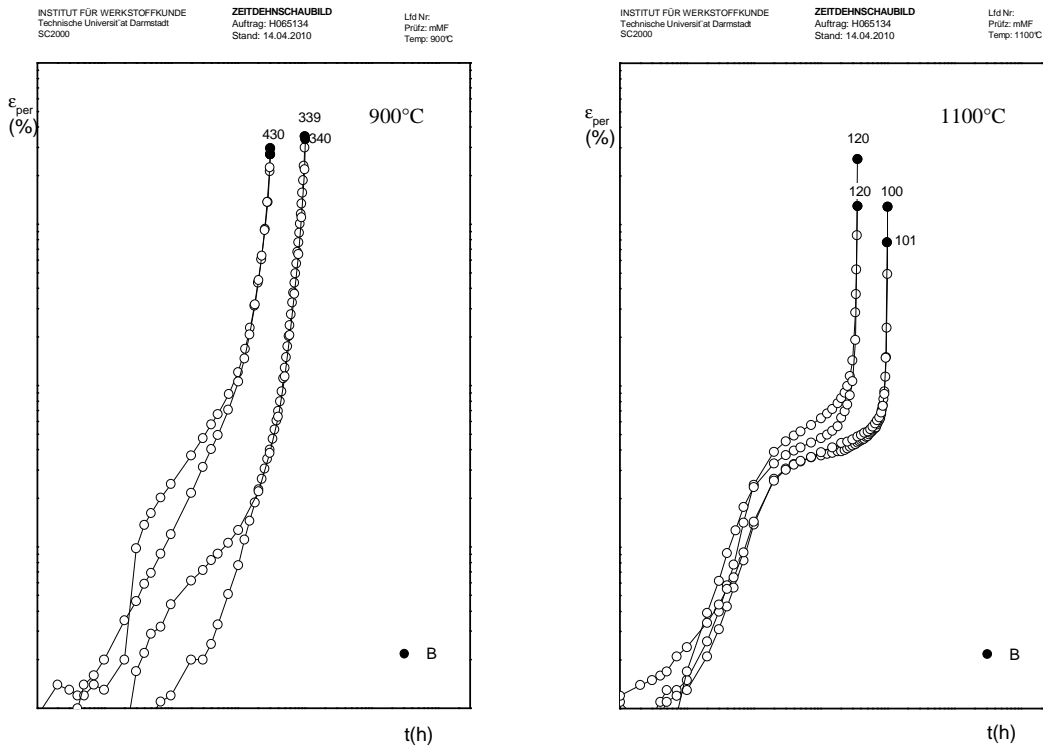 INSTITUT FÜR WERKSTOFFKUNDE
Technische Universit´at Darmstadt
SC2000
ZEITDEHNSCHAUBILD
Auftrag: H065134
Stand: 14.04.2010
Lfd Nr:
Prüfz: mMF
Temp: 900°C
εper
(%)
900°C
339
430
340
B
t(h)
INSTITUT FÜR WERKSTOFFKUNDE
Technische Universit´at Darmstadt
SC2000
ZEITDEHNSCHAUBILD
Auftrag: H065134
Stand: 14.04.2010
Lfd Nr:
Prüfz: mMF
Temp: 1100°C
εper
(%)
1100°C
120
120
100
101
B
t(h)